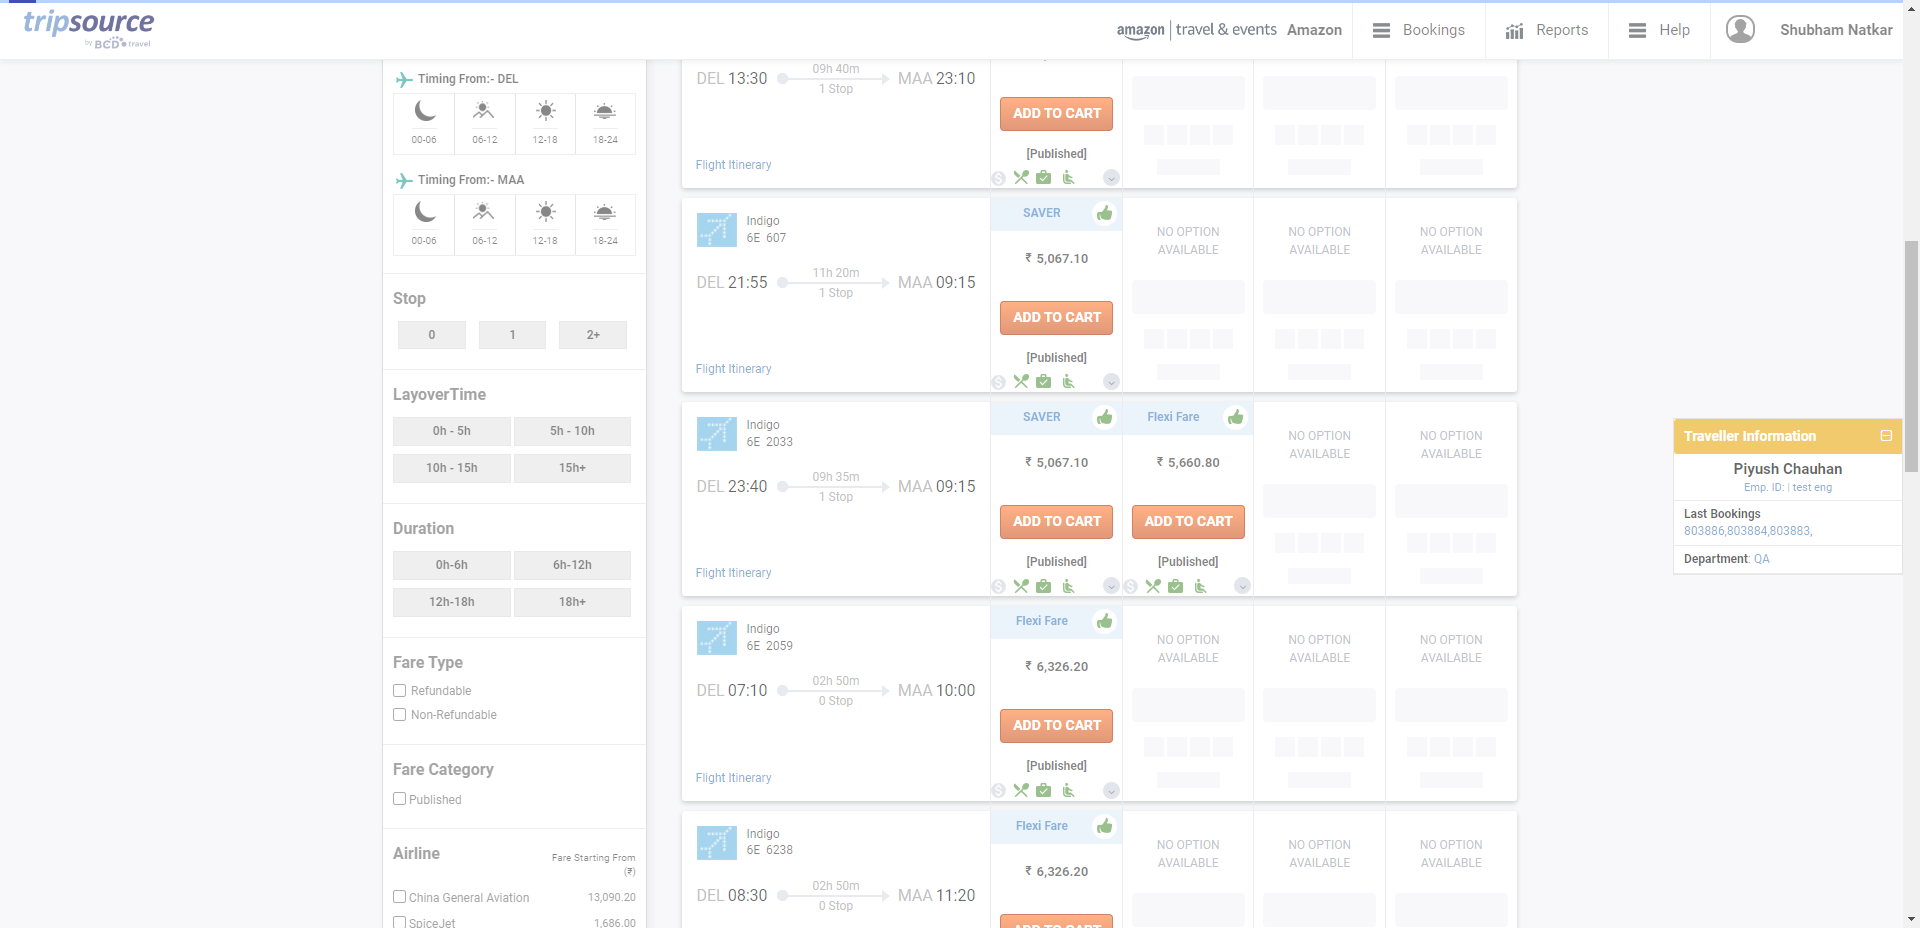 tripsource
by BCD travel
amazon | travel & events Amazon
Bookings
Reports
Help
Shubham Natkar
Timing From:- DEL
00-06 06-12 12-18 18-24
Timing From:- MAA
00-06 06-12 12-18 18-24
Stop
0 1 2+
LayoverTime
0h - 5h 5h - 10h
10h - 15h 15h+
Duration
0h-6h 6h-12h
12h-18h 18h+
Fare Type
Refundable
Non-Refundable
Fare Category
Published
Airline Fare Starting From
(₹)
China General Aviation 13,090.20
SpiceJet 1,686.00
DEL 13:30 09h 40m MAA 23:10
1 Stop
ADD TO CART
[Published]
Flight Itinerary
Indigo
6E 607
SAVER
NO OPTION AVAILABLE NO OPTION AVAILABLE NO OPTION AVAILABLE
₹ 5,067.10
DEL 21:55 11h 20m MAA 09:15
1 Stop
ADD TO CART
[Published]
Flight Itinerary
Indigo
6E 2033
SAVER Flexi Fare
NO OPTION AVAILABLE NO OPTION AVAILABLE
₹ 5,067.10 ₹ 5,660.80
DEL 23:40 09h 35m MAA 09:15
1 Stop
ADD TO CART ADD TO CART
[Published] [Published]
Flight Itinerary
Indigo
6E 2059
Flexi Fare
NO OPTION AVAILABLE NO OPTION AVAILABLE NO OPTION AVAILABLE
₹ 6,326.20
DEL 07:10 02h 50m MAA 10:00
0 Stop
ADD TO CART
[Published]
Flight Itinerary
Indigo
6E 6238
Flexi Fare
NO OPTION AVAILABLE NO OPTION AVAILABLE NO OPTION AVAILABLE
₹ 6,326.20
DEL 08:30 02h 50m MAA 11:20
0 Stop
ADD TO CART
Traveller Information
Piyush Chauhan
Emp. ID: | test eng
Last Bookings
803886,803884,803883,
Department: QA